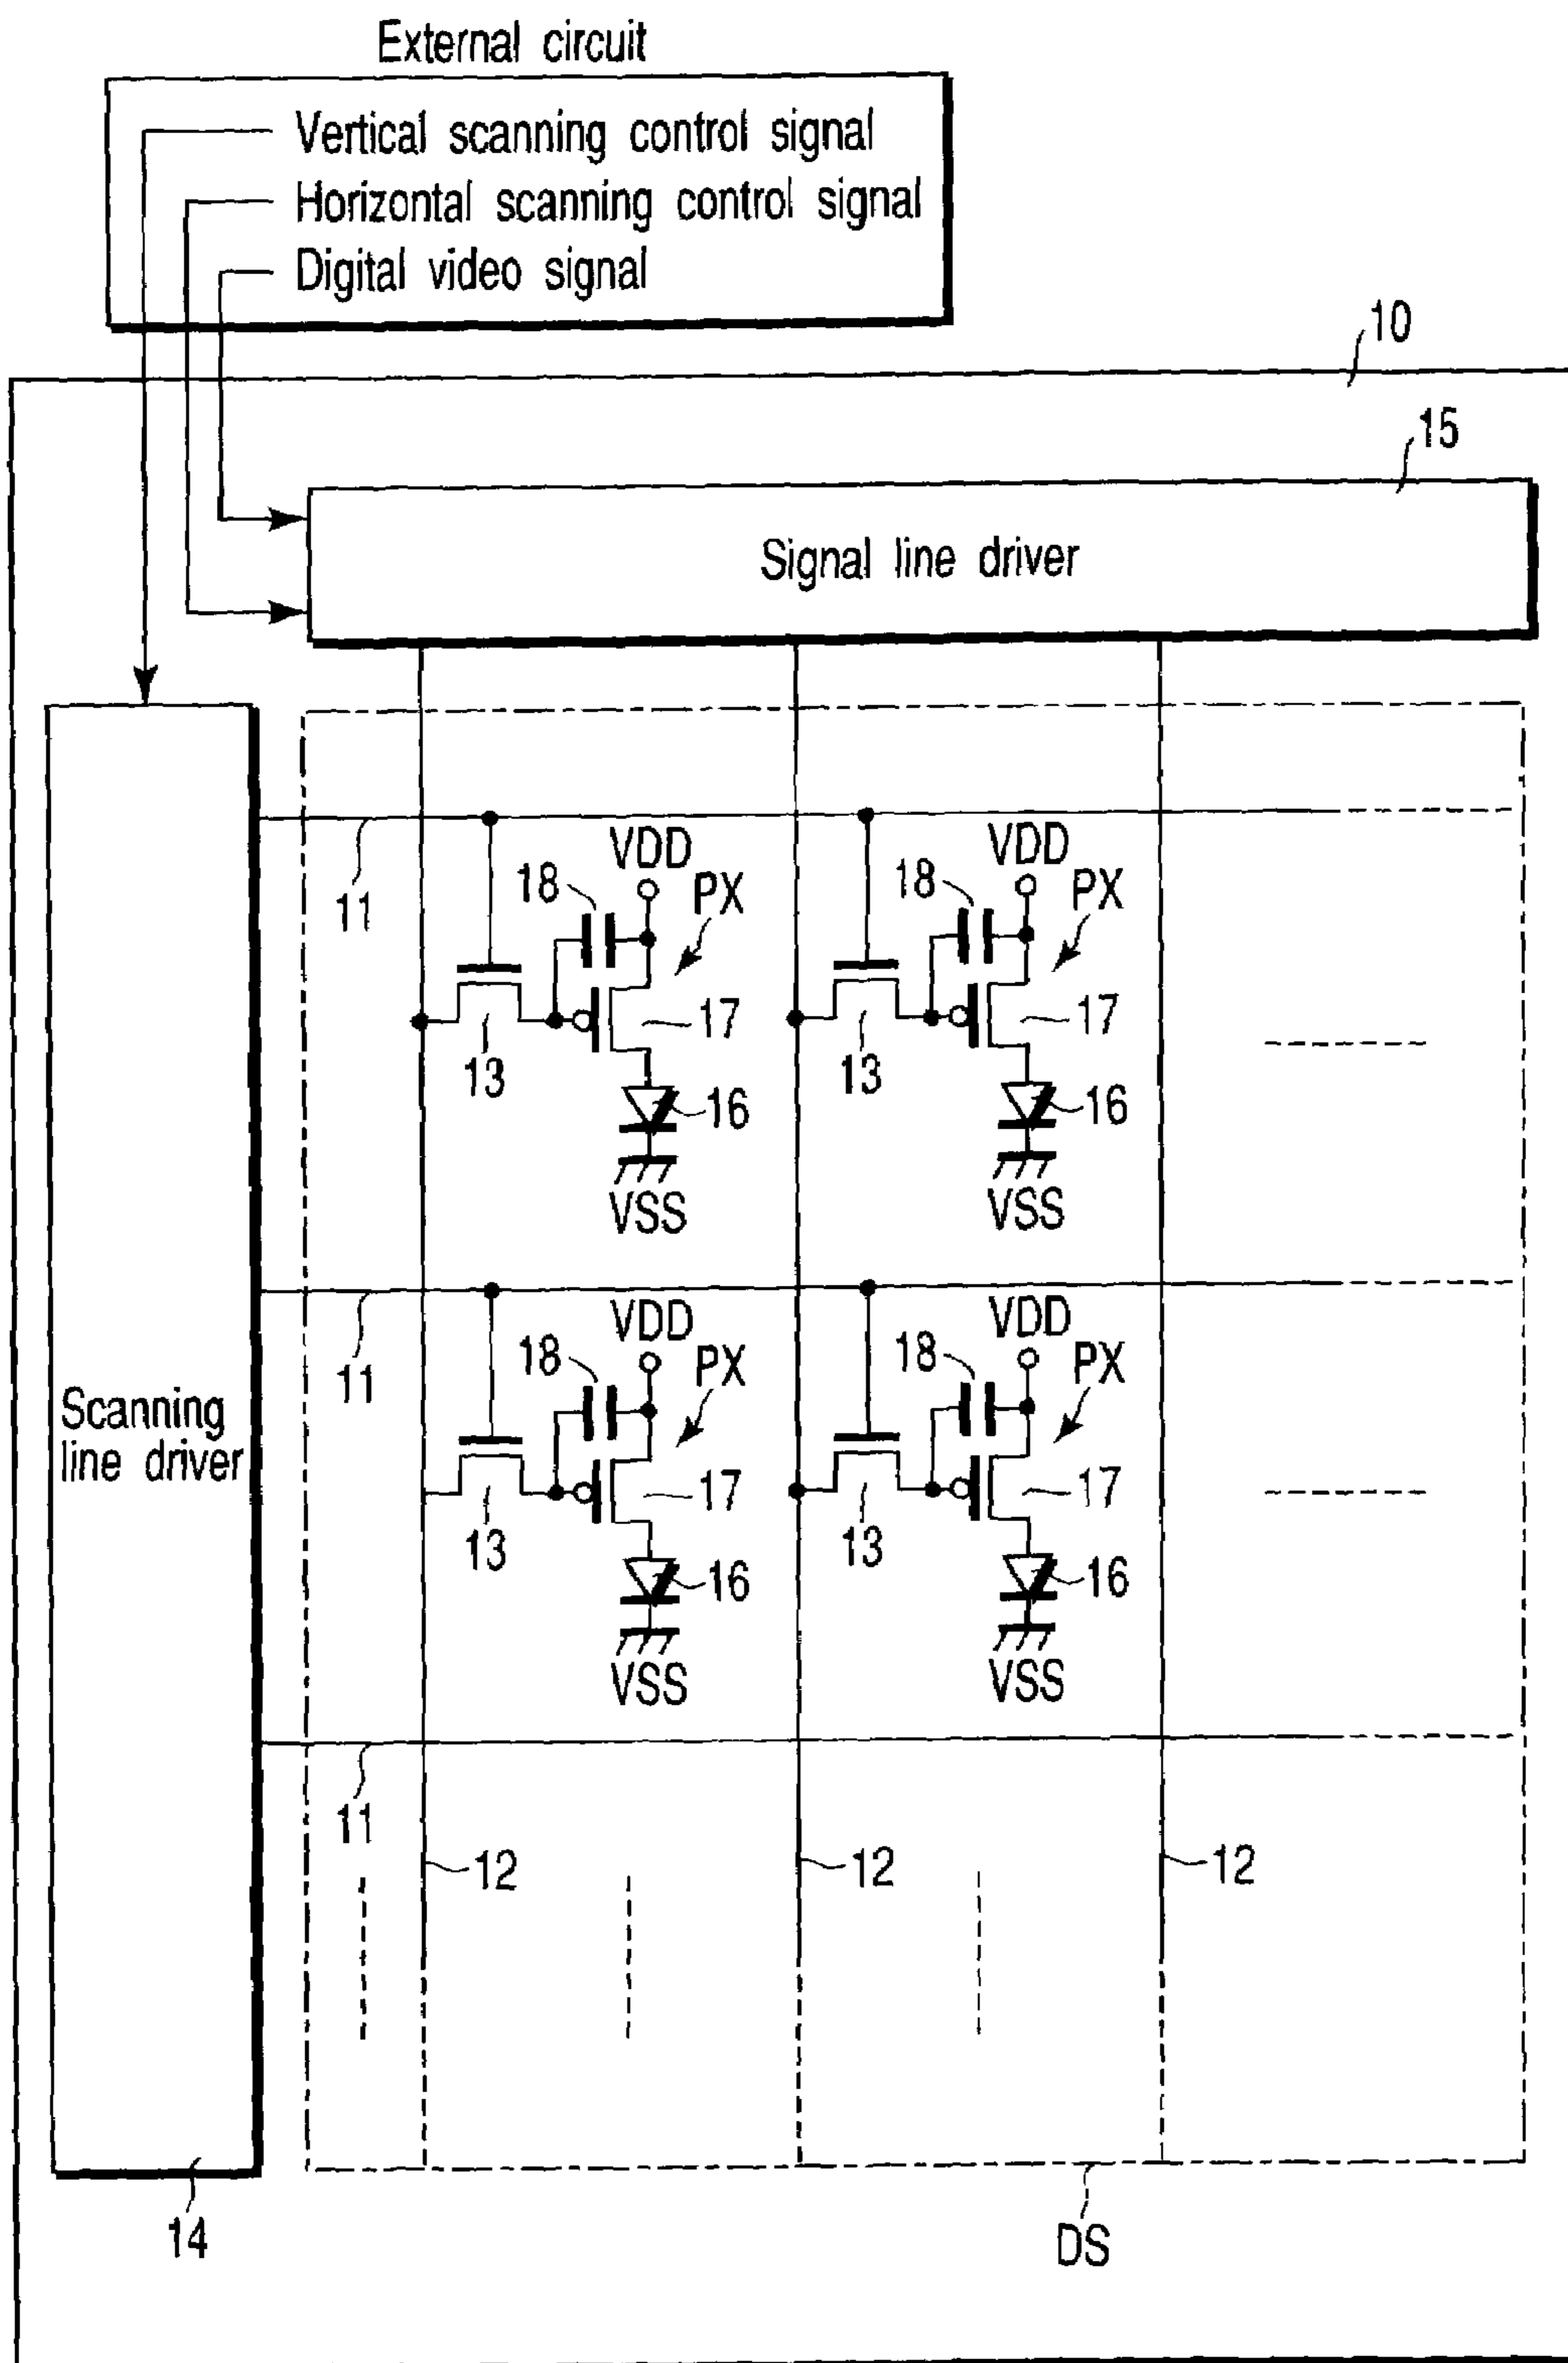 External circuit
Vertical scanning control signal
Horizontal scanning control signal
Digital video signal
10
15
Signal line driver
11
18
VDD
PX
13
17
16
VSS
18
VDD
PX
13
17
16
VSS
11
18
VDD
PX
13
17
16
VSS
18
VDD
PX
13
17
16
VSS
Scanning
line driver
11
12
12
12
14
DS